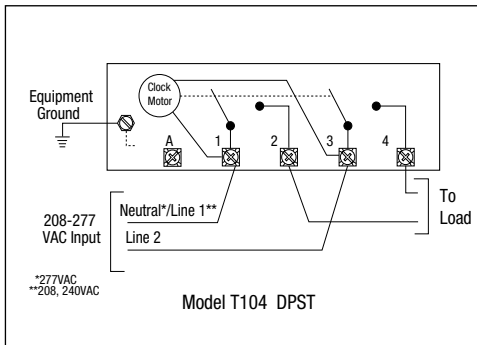 Clock
Motor
Equipment
Ground
A 1 2 3 4
To
Load
Neutral*/Line 1**
208-277
VAC Input
Line 2
*277VAC
**208, 240VAC
Model T104 DPST